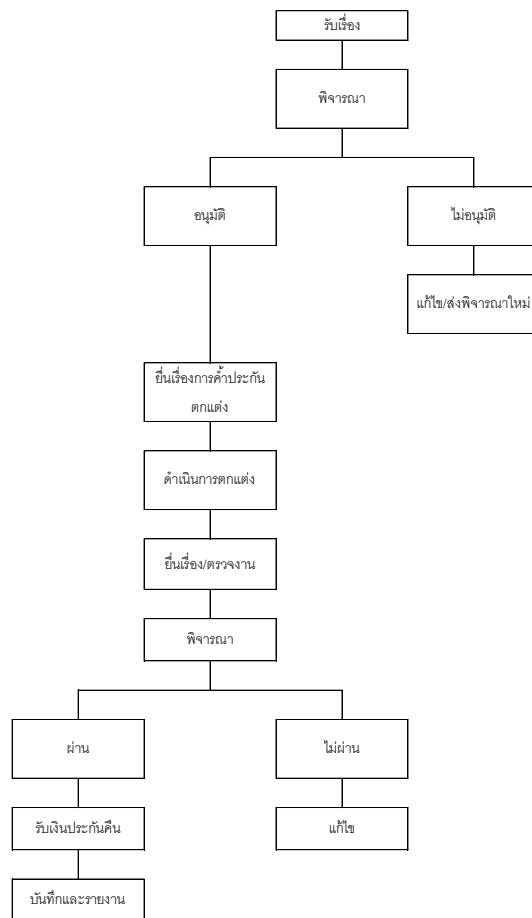 รับเรื่อง
พิจารณา
อนุมัติ
ไม่อนุมัติ
แก้ไข/ส่งพิจารณาใหม่
ยื่นเรื่องการค้ำประกัน
ตกแต่ง
ดำเนินการตกแต่ง
ยื่นเรื่อง/ตรวจงาน
พิจารณา
ผ่าน
ไม่ผ่าน
รับเงินประกันคืน
แก้ไข
บันทึกและรายงาน